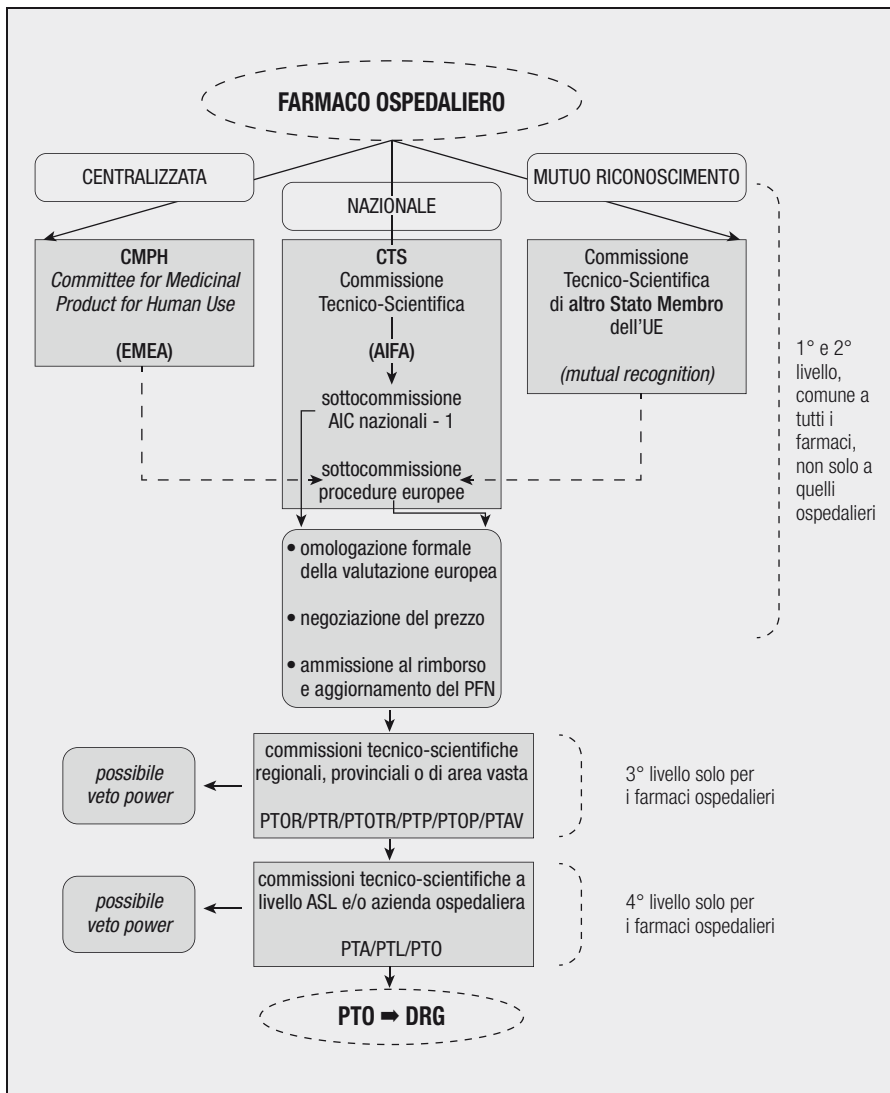 FARMACO OSPEDALIERO
CENTRALIZZATA
NAZIONALE
MUTUO RICONOSCIMENTO
CMPH
Committee for Medicinal
Product for Human Use
(EMEA)
CTS
Commissione
Tecnico-Scientifica
(AIFA)
sottocommissione
AIC nazionali - 1
sottocommissione
procedure europee
Commissione
Tecnico-Scientifica
di altro Stato Membro
dell'UE
(mutual recognition)
1° e 2°
livello,
comune a
tutti i
farmaci,
non solo a
quelli
ospedalieri
• omologazione formale
della valutazione europea
• negoziazione del prezzo
• ammissione al rimborso
e aggiornamento del PFN
commissioni tecnico-scientifiche
regionali, provinciali o di area vasta
PTOR/PTR/PTOTR/PTP/PTOP/PTAV
possibile
veto power
3° livello solo per
i farmaci ospedalieri
commissioni tecnico-scientifiche a
livello ASL e/o azienda ospedaliera
PTA/PTL/PTO
possibile
veto power
4° livello solo per
i farmaci ospedalieri
PTO ➡ DRG